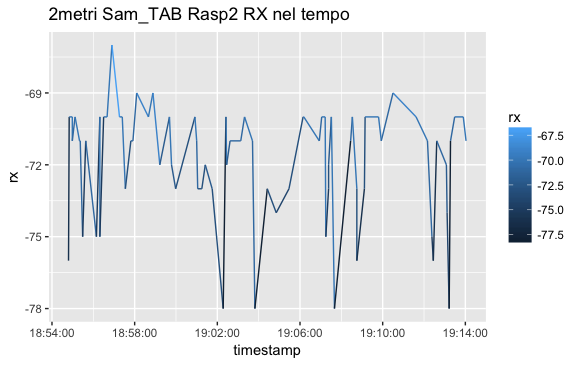 2metri Sam_TAB Rasp2 RX nel tempo
rx
-69
-72
-75
-78
18:54:00 18:58:00 19:02:00 19:06:00 19:10:00 19:14:00
timestamp
rx
-67.5
-70.0
-72.5
-75.0
-77.5